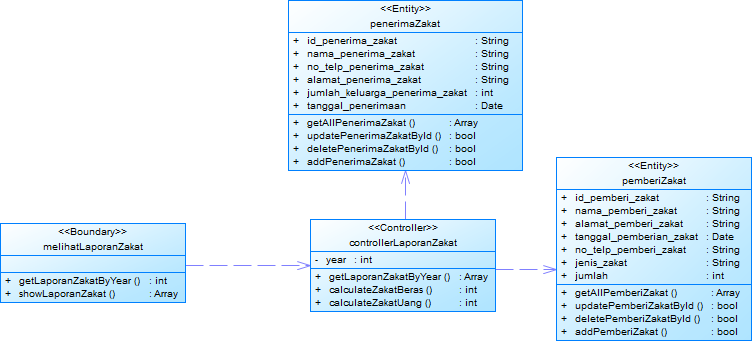 <<Entity>>
penerimaZakat
+ id_penerima_zakat : String
+ nama_penerima_zakat : String
+ no_telp_penerima_zakat : String
+ alamat_penerima_zakat : String
+ jumlah_keluarga_penerima_zakat : int
+ tanggal_penerimaan : Date
+ getAllPenerimaZakat () : Array
+ updatePenerimaZakatById () : bool
+ deletePenerimaZakatById () : bool
+ addPenerimaZakat () : bool
<<Boundary>>
melihatLaporanZakat
+ getLaporanZakatByYear () : int
+ showLaporanZakat () : Array
<<Controller>>
controllerLaporanZakat
- year : int
+ getLaporanZakatByYear () : Array
+ calculateZakatBeras () : int
+ calculateZakatUang () : int
<<Entity>>
pemberiZakat
+ id_pemberi_zakat : String
+ nama_pemberi_zakat : String
+ alamat_pemberi_zakat : String
+ tanggal_pemberian_zakat : Date
+ no_telp_pemberi_zakat : String
+ jenis_zakat : String
+ jumlah : int
+ getAllPemberiZakat () : Array
+ updatePemberiZakatById () : bool
+ deletePemberiZakatById () : bool
+ addPemberiZakat () : bool